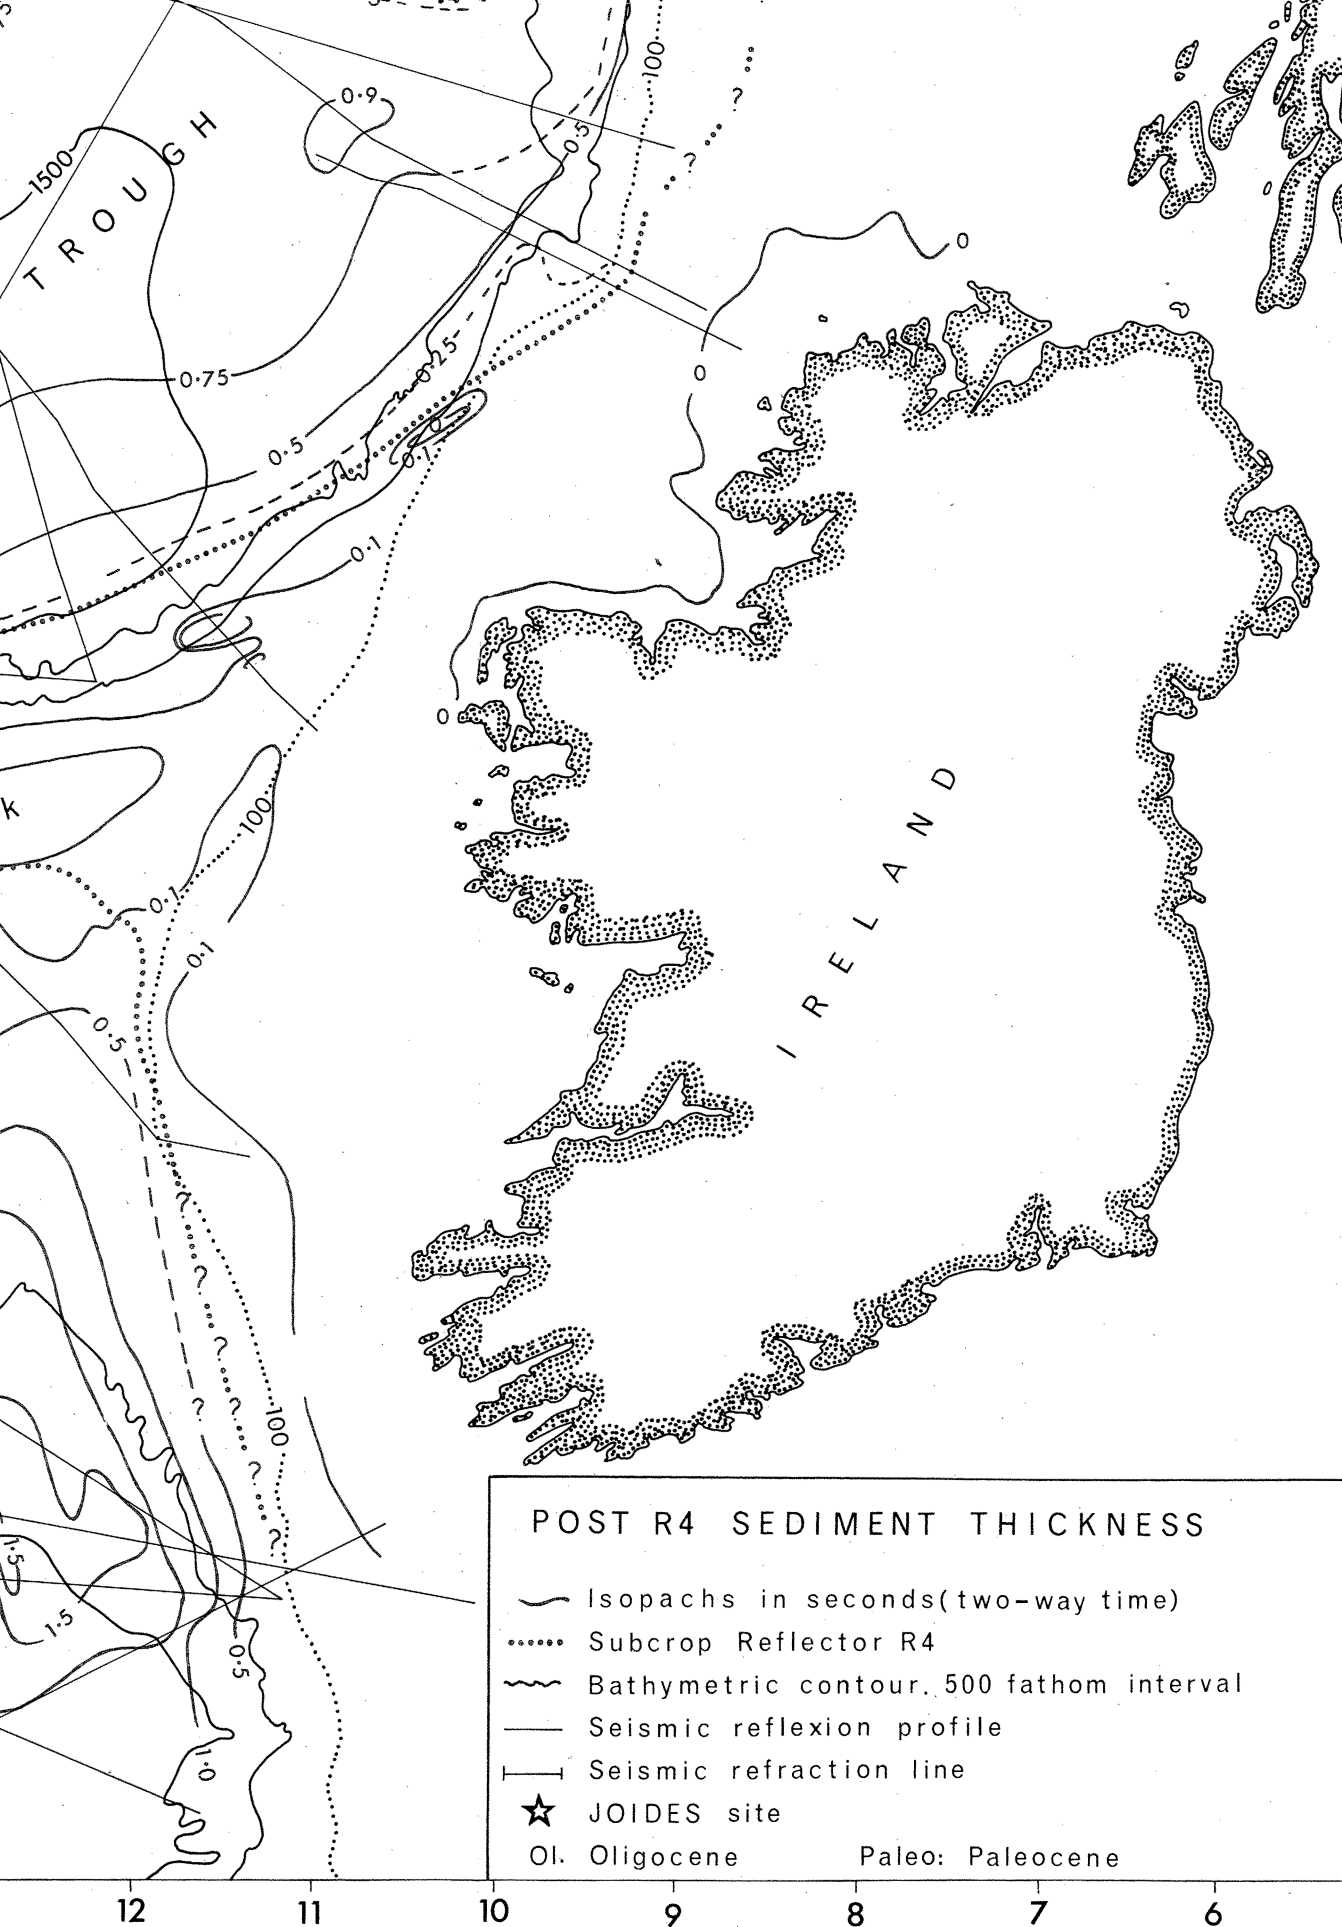 100
?
0·9
0·5
?
1500
TROUGH
0
0·25
0·75
0
0
0·5
0·1
0·1
0
k
100
0·1
0·1
0·5
IRELAND
?
?
?
?
?
100
?
?
1·5
1·5
0·5
1·0
POST R4 SEDIMENT THICKNESS
Isopachs in seconds(two-way time)
Subcrop Reflector R4
Bathymetric contour. 500 fathom interval
Seismic reflexion profile
Seismic refraction line
JOIDES site
Ol. Oligocene Paleo: Paleocene
12 11 10 9 8 7 6